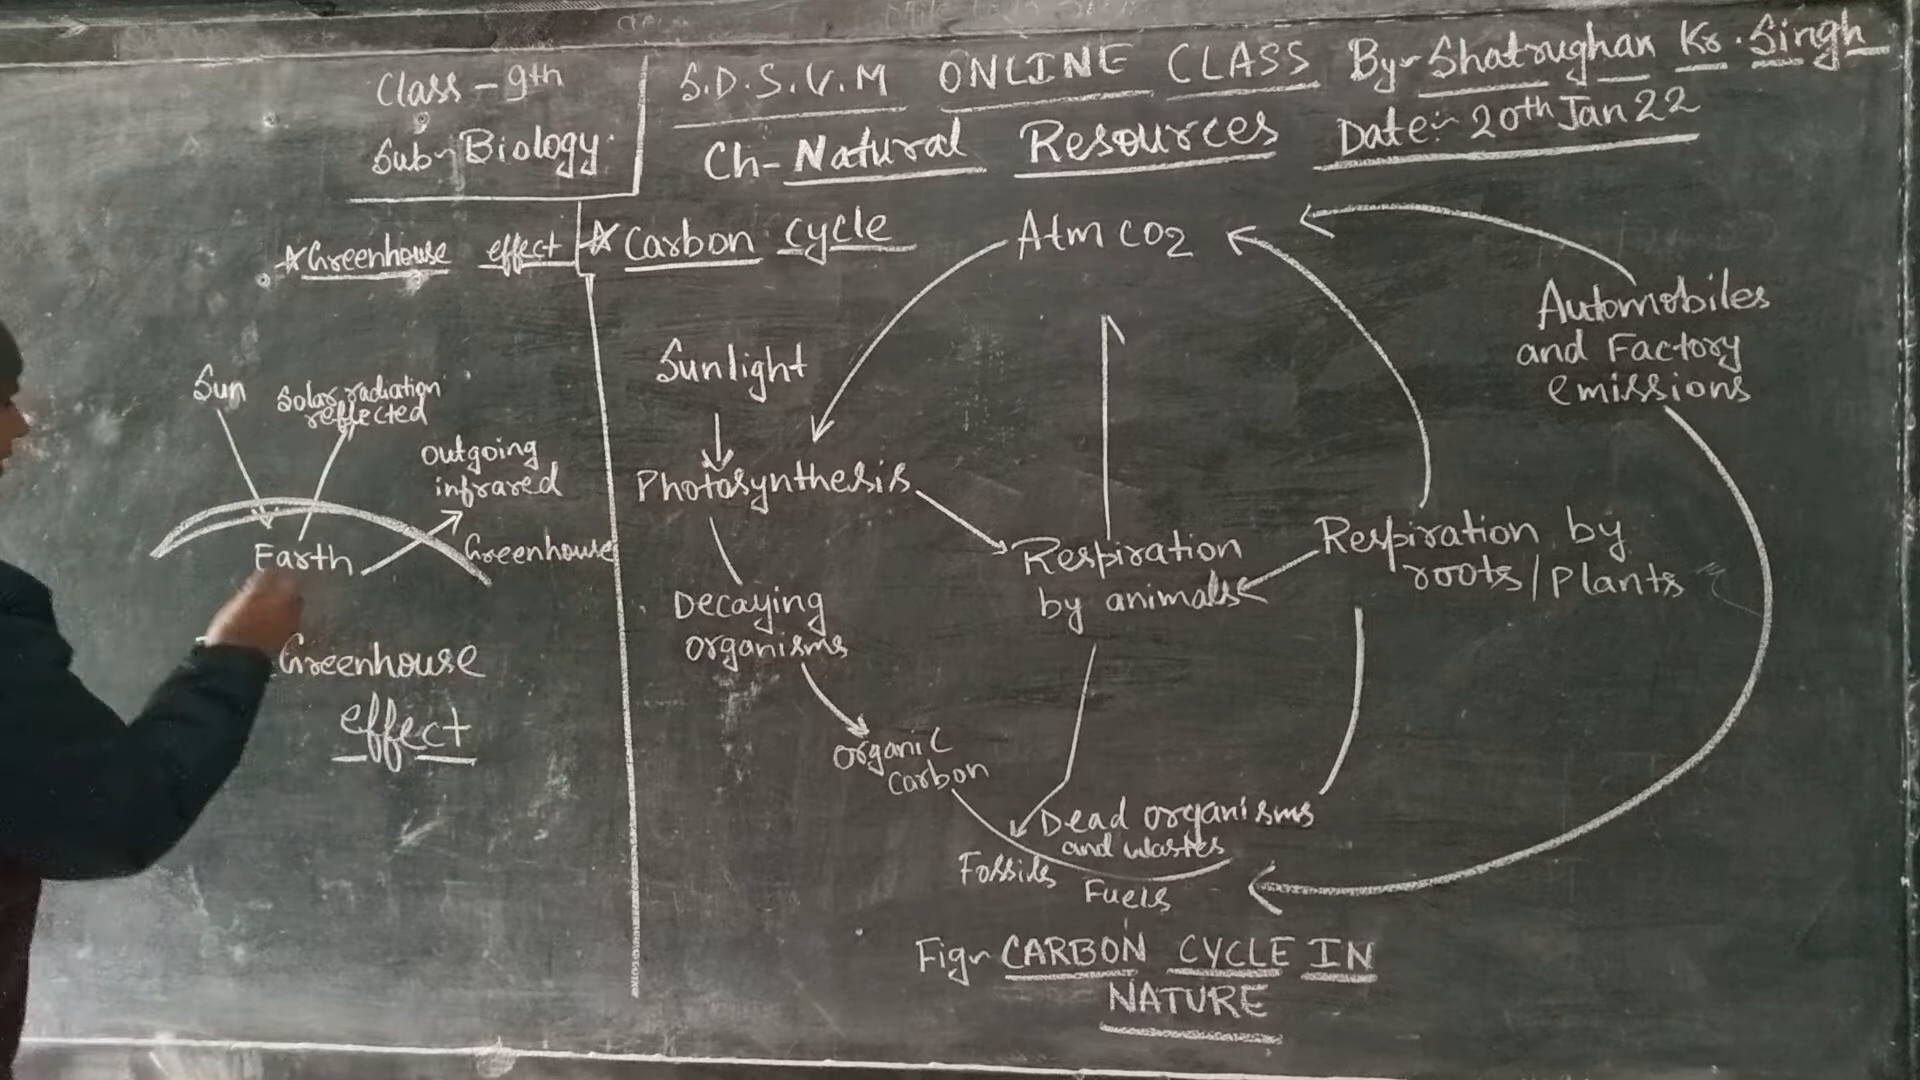 Class - 9th
Sub - Biology
S.D.S.V.M ONLINE CLASS By - Shatrughan Kr. Singh
Ch - Natural Resources Date:- 20th Jan 22
Greenhouse effect
Carbon cycle
Sun
Solar radiation
reflected
Outgoing
infrared
Earth
Greenhouse
Greenhouse
effect
Atm CO2
Automobiles
and Factory
emissions
Sunlight
Photosynthesis
Respiration
by animals
Respiration by
roots/plants
Decaying
organisms
Organic
Carbon
Dead organisms
and wastes
Fossils
Fuels
Fig - CARBON CYCLE IN
NATURE